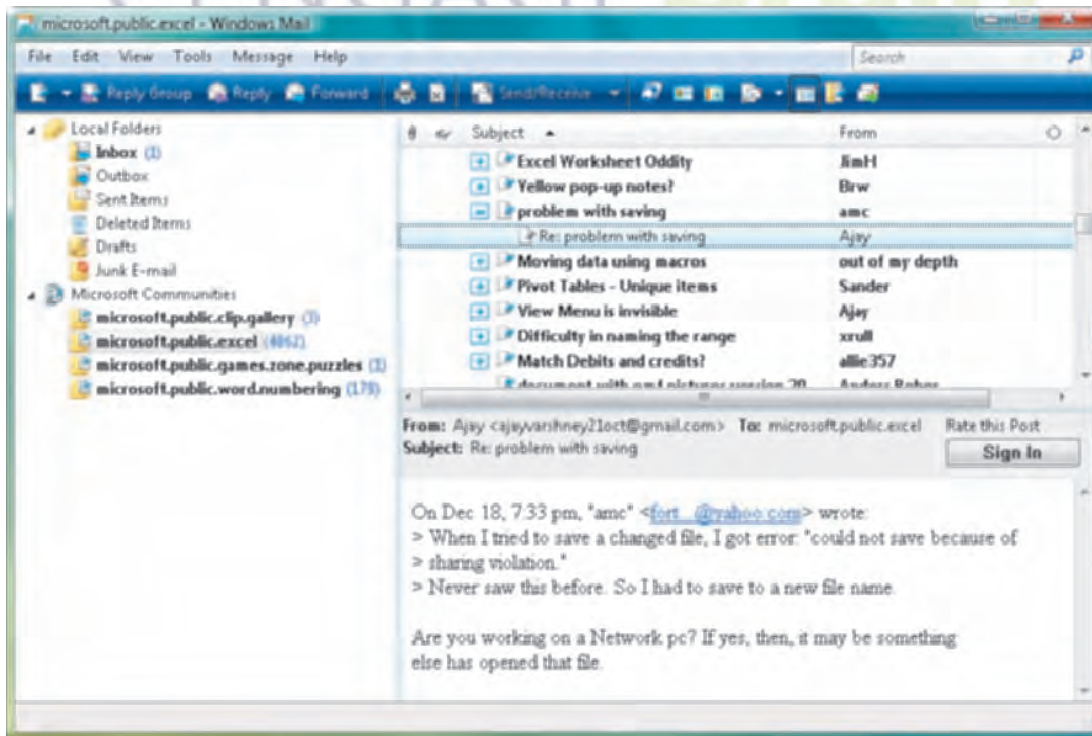 microsoft.public.excel - Windows Mail
File Edit View Tools Message Help
Search
Reply Group Reply Forward Send/Receive
Local Folders
Inbox (1)
Outbox
Sent Items
Deleted Items
Drafts
Junk E-mail
Microsoft Communities
microsoft.public.clip.gallery (3)
microsoft.public.excel (4862)
microsoft.public.games.zone.puzzles (1)
microsoft.public.word.numbering (178)
Subject From
Excel Worksheet Oddity JimH
Yellow pop-up notes? Brw
problem with saving amc
Re: problem with saving Ajay
Moving data using macros out of my depth
Pivot Tables - Unique items Sander
View Menu is invisible Ajay
Difficulty in naming the range xrull
Match Debits and credits? allie357
document with
From: Ajay <ajayvarshney21oct@gmail.com> To: microsoft.public.excel Rate this Post
Subject: Re: problem with saving Sign In
On Dec 18, 7:33 pm, "amc" <fort...@yahoo.com> wrote:
> When I tried to save a changed file, I got error: "could not save because of
> sharing violation."
> Never saw this before. So I had to save to a new file name.
Are you working on a Network pc? If yes, then, it may be something
else has opened that file.